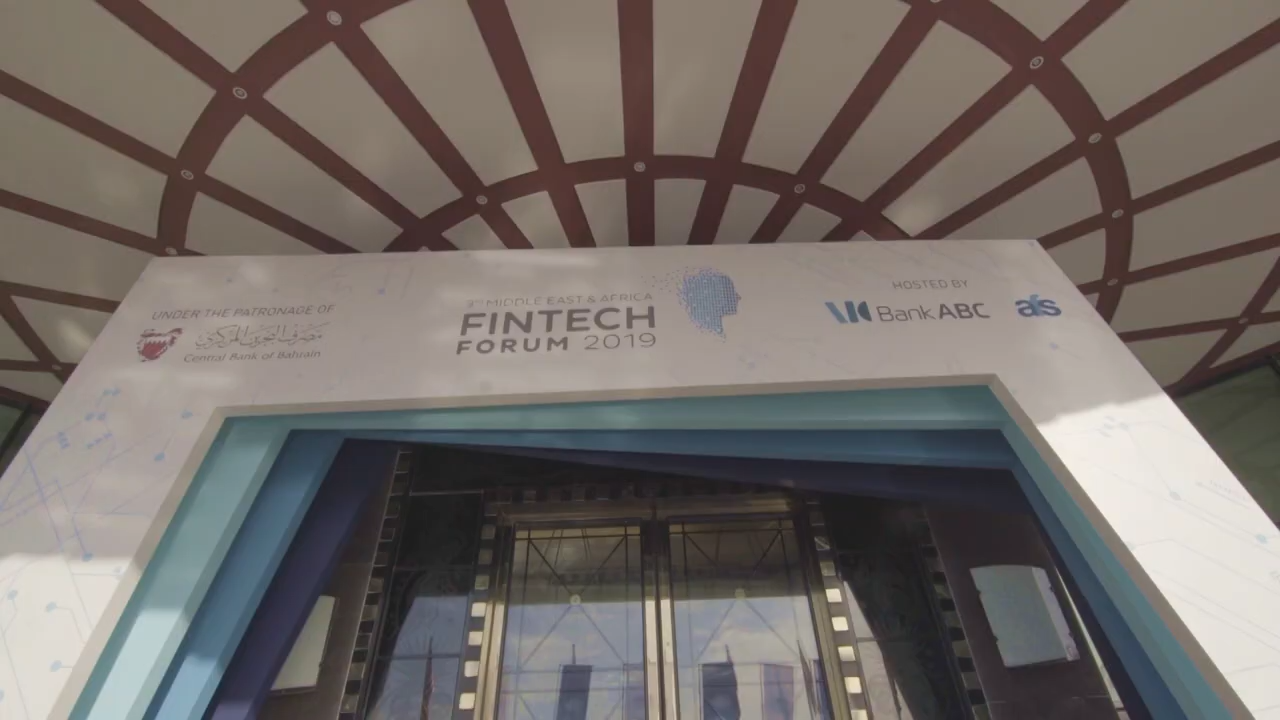 UNDER THE PATRONAGE OF
مصرف البحرين المركزي
Central Bank of Bahrain
3RD MIDDLE EAST & AFRICA
FINTECH
FORUM 2019
HOSTED BY
Bank ABC
afs